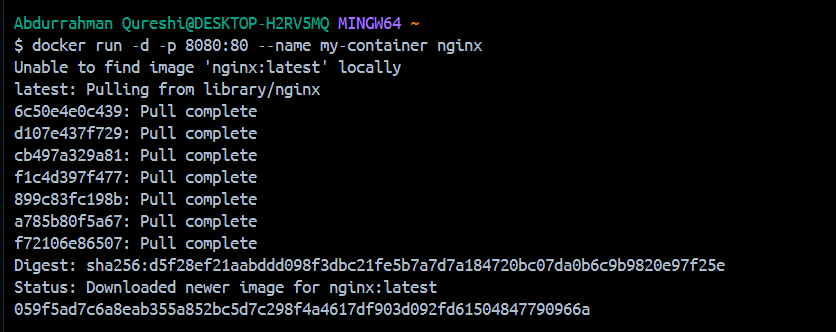 Abdurrahman Qureshi@DESKTOP-H2RV5MQ MINGW64 ~
$ docker run -d -p 8080:80 --name my-container nginx
Unable to find image 'nginx:latest' locally
latest: Pulling from library/nginx
6c50e4e0c439: Pull complete
d107e437f729: Pull complete
cb497a329a81: Pull complete
f1c4d397f477: Pull complete
899c83fc198b: Pull complete
a785b80f5a67: Pull complete
f72106e86507: Pull complete
Digest: sha256:d5f28ef21aabddd098f3dbc21fe5b7a7d7a184720bc07da0b6c9b9820e97f25e
Status: Downloaded newer image for nginx:latest
059f5ad7c6a8eab355a852bc5d7c298f4a4617df903d092fd61504847790966a